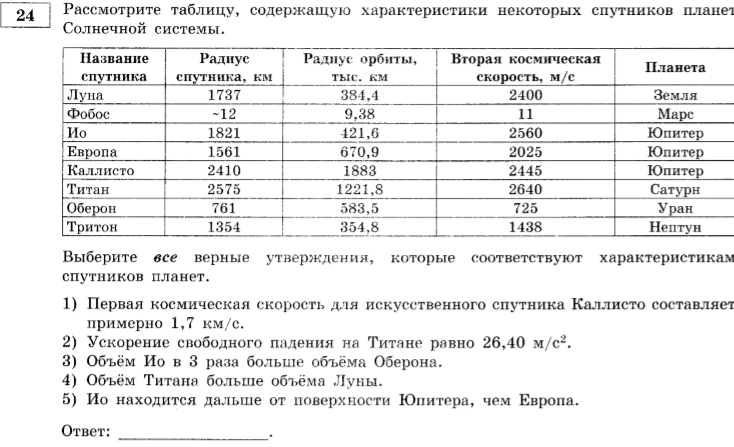 24
Рассмотрите таблицу, содержащую характеристики некоторых спутников планет
Солнечной системы.
Название спутника | Радиус спутника, км | Радиус орбиты, тыс. км | Вторая космическая скорость, м/с | Планета
Луна | 1737 | 384,4 | 2400 | Земля
Фобос | ~12 | 9,38 | 11 | Марс
Ио | 1821 | 421,6 | 2560 | Юпитер
Европа | 1561 | 670,9 | 2025 | Юпитер
Каллисто | 2410 | 1883 | 2445 | Юпитер
Титан | 2575 | 1221,8 | 2640 | Сатурн
Оберон | 761 | 583,5 | 725 | Уран
Тритон | 1354 | 354,8 | 1438 | Нептун
Выберите все верные утверждения, которые соответствуют характеристикам
спутников планет.
1) Первая космическая скорость для искусственного спутника Каллисто составляет
примерно 1,7 км/с.
2) Ускорение свободного падения на Титане равно 26,40 м/с².
3) Объём Ио в 3 раза больше объёма Оберона.
4) Объём Титана больше объёма Луны.
5) Ио находится дальше от поверхности Юпитера, чем Европа.
Ответ: ____________________.